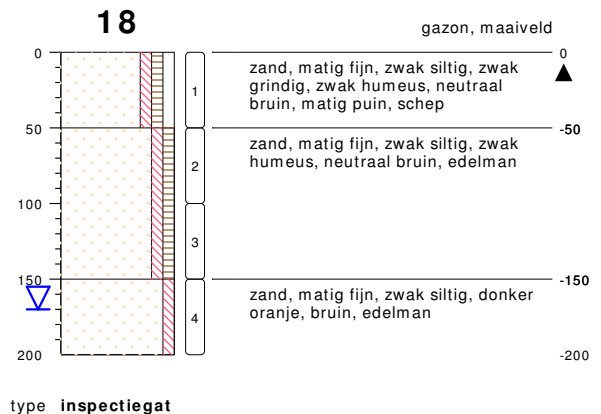 18
gazon, maaiveld
0
0
zand, matig fijn, zwak siltig, zwak
grindig, zwak humeus, neutraal
bruin, matig puin, schep
1
50
-50
zand, matig fijn, zwak siltig, zwak
humeus, neutraal bruin, edelman
2
100
3
150
-150
zand, matig fijn, zwak siltig, donker
oranje, bruin, edelman
4
200
-200
type inspectiegat